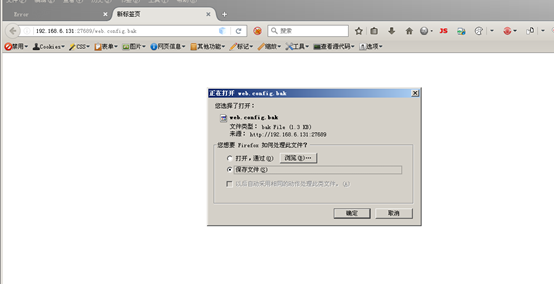 Error
新标签页
192.168.6.131:27689/web.config.bak
搜索
禁用 Cookies CSS 表单 图片 网页信息 其他功能 标记 缩放 工具 查看源代码 选项
正在打开 web.config.bak
您选择了打开：
web.config.bak
文件类型： bak File (1.3 KB)
来源： http://192.168.6.131:27689
您想要 Firefox 如何处理此文件？
打开，通过(O) 浏览(B)…
保存文件(S)
以后自动采用相同的动作处理此类文件。(A)
确定 取消